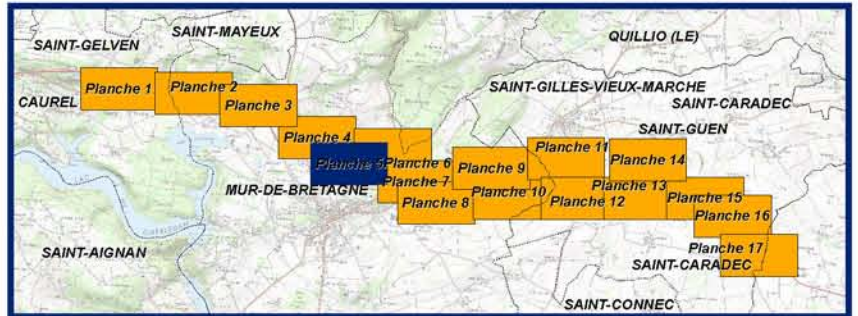 SAINT-GELVEN
SAINT-MAYEUX
QUILLIO (LE)
CAUREL
Planche 1
Planche 2
Planche 3
SAINT-GILLES-VIEUX-MARCHE
SAINT-CARADEC
SAINT-GUEN
Planche 4
Planche 5
Planche 6
Planche 7
Planche 8
Planche 9
Planche 10
Planche 11
Planche 12
Planche 13
Planche 14
Planche 15
Planche 16
Planche 17
MUR-DE-BRETAGNE
SAINT-AIGNAN
SAINT-CARADEC
SAINT-CONNEC